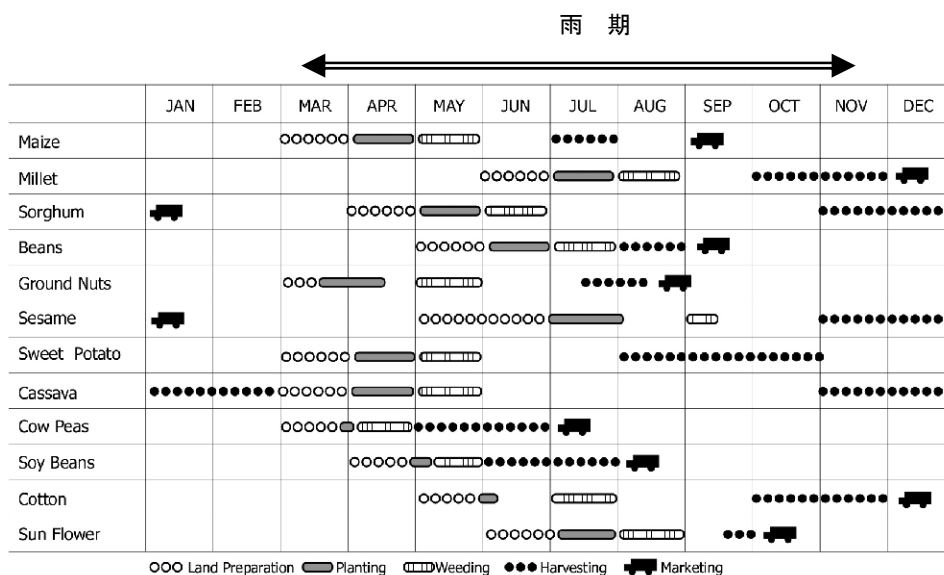 雨 期
JAN FEB MAR APR MAY JUN JUL AUG SEP OCT NOV DEC
Maize
Millet
Sorghum
Beans
Ground Nuts
Sesame
Sweet Potato
Cassava
Cow Peas
Soy Beans
Cotton
Sun Flower
Land Preparation Planting Weeding Harvesting Marketing